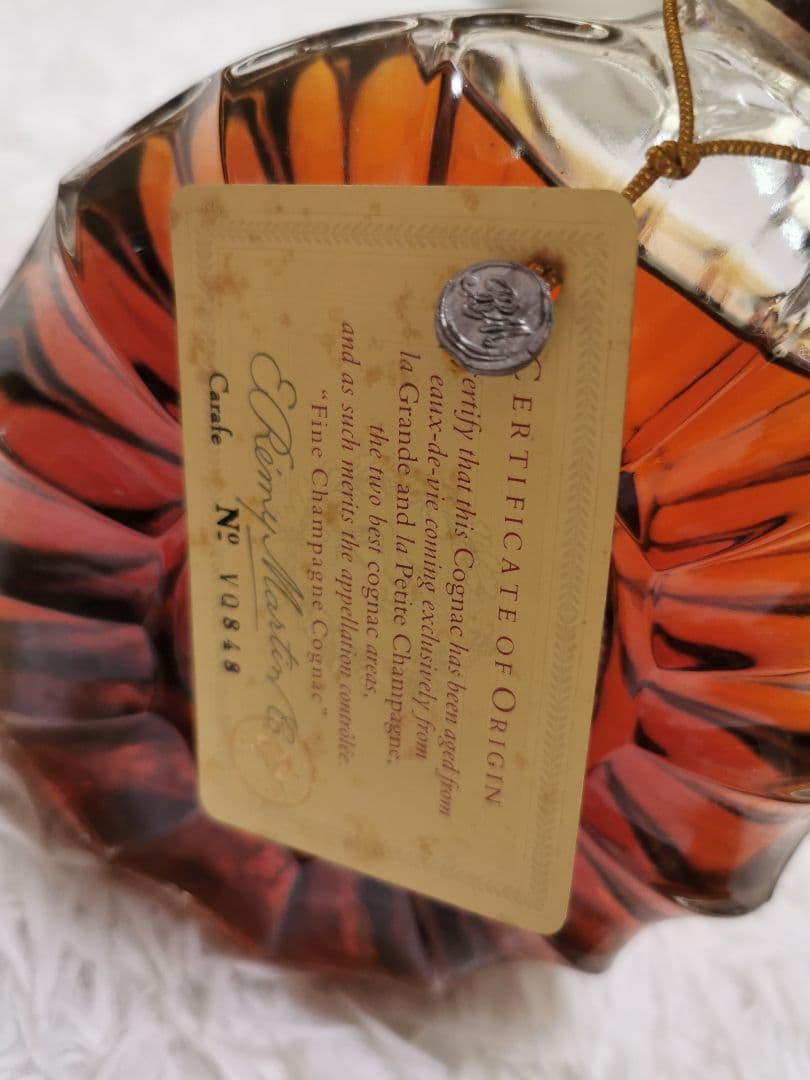 CERTIFICATE OF ORIGIN
ertify that this Cognac has been aged from
eaux-de-vie coming exclusively from
la Grande and la Petite Champagne,
the two best cognac areas,
and as such merits the appellation contrôlée.
"Fine Champagne Cognac"
E. Rémy Martin & Co
Carafe Nº VQ848